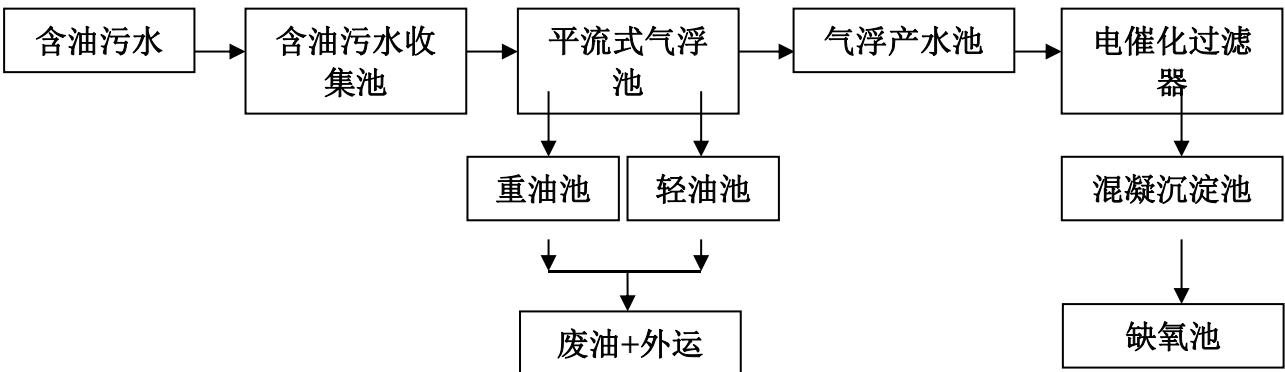 含油污水
含油污水收
集池
平流式气浮
池
气浮产水池
电催化过滤
器
重油池
轻油池
混凝沉淀池
废油+外运
缺氧池